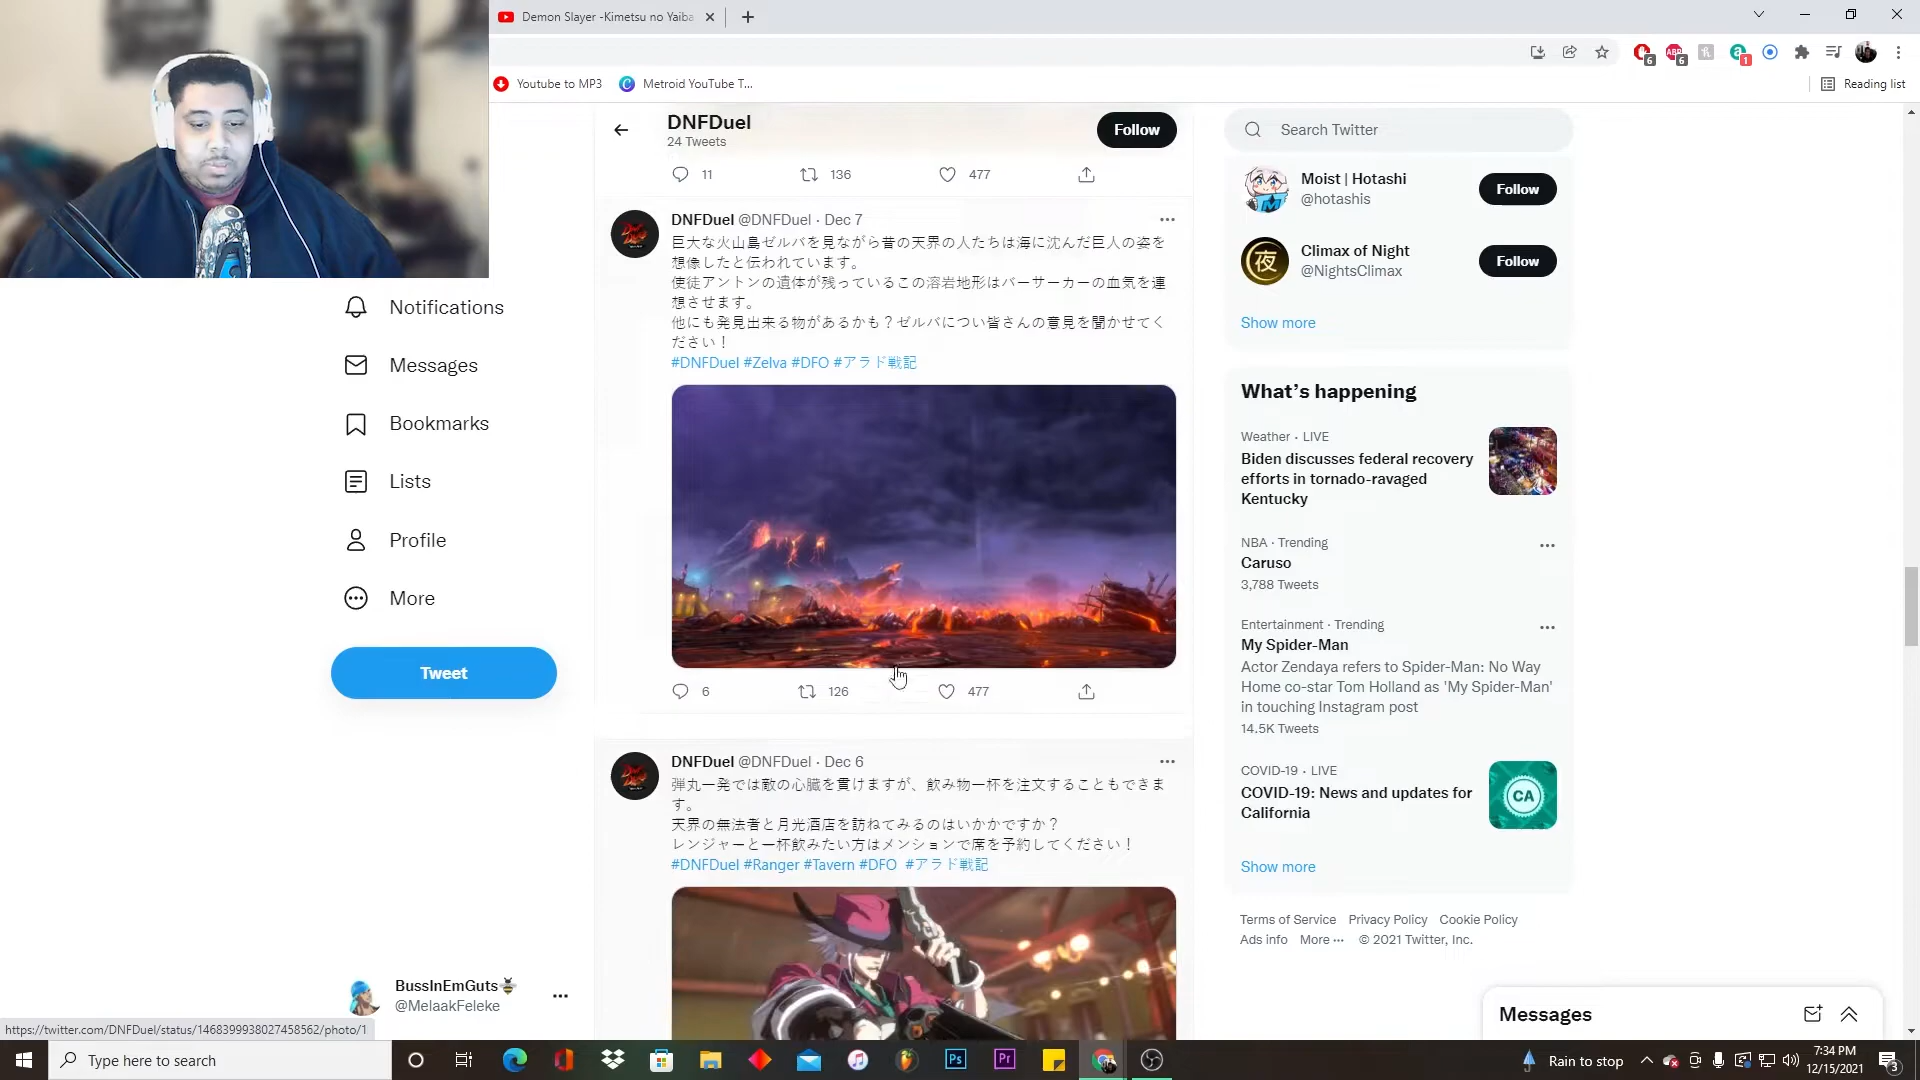 Demon Slayer -Kimetsu no Yaiba
Youtube to MP3
Metroid YouTube T...
Reading list
6
6
1
DNFDuel
24 Tweets
Follow
11
136
477
DNFDuel @DNFDuel · Dec 7
巨大な火山島ゼルバを見ながら昔の天界の人たちは海に沈んだ巨人の姿を
想像したと伝われています。
使徒アントンの遺体が残っているこの溶岩地形はバーサーカーの血気を連
想させます。
他にも発見出来る物があるかも？ゼルバについ皆さんの意見を聞かせてく
ださい！
#DNFDuel #Zelva #DFO #アラド戦記
6
126
477
DNFDuel @DNFDuel · Dec 6
弾丸一発では敵の心臓を貫けますが、飲み物一杯を注文することもできま
す。
天界の無法者と月光酒店を訪ねてみるのはいかかですか？
レンジャーと一杯飲みたい方はメンションで席を予約してください！
#DNFDuel #Ranger #Tavern #DFO #アラド戦記
Notifications
Messages
Bookmarks
Lists
Profile
More
Tweet
BussInEmGuts
@MelaakFeleke
Search Twitter
Moist | Hotashi
@hotashis
Follow
夜
Climax of Night
@NightsClimax
Follow
Show more
What's happening
Weather · LIVE
Biden discusses federal recovery
efforts in tornado-ravaged
Kentucky
NBA · Trending
Caruso
3,788 Tweets
Entertainment · Trending
My Spider-Man
Actor Zendaya refers to Spider-Man: No Way
Home co-star Tom Holland as 'My Spider-Man'
in touching Instagram post
14.5K Tweets
COVID-19 · LIVE
COVID-19: News and updates for
California
CA
Show more
Terms of Service Privacy Policy Cookie Policy
Ads info More ··· © 2021 Twitter, Inc.
Messages
https://twitter.com/DNFDuel/status/1468399938027458562/photo/1
Type here to search
Ps
Pr
Rain to stop
7:34 PM
12/15/2021
3